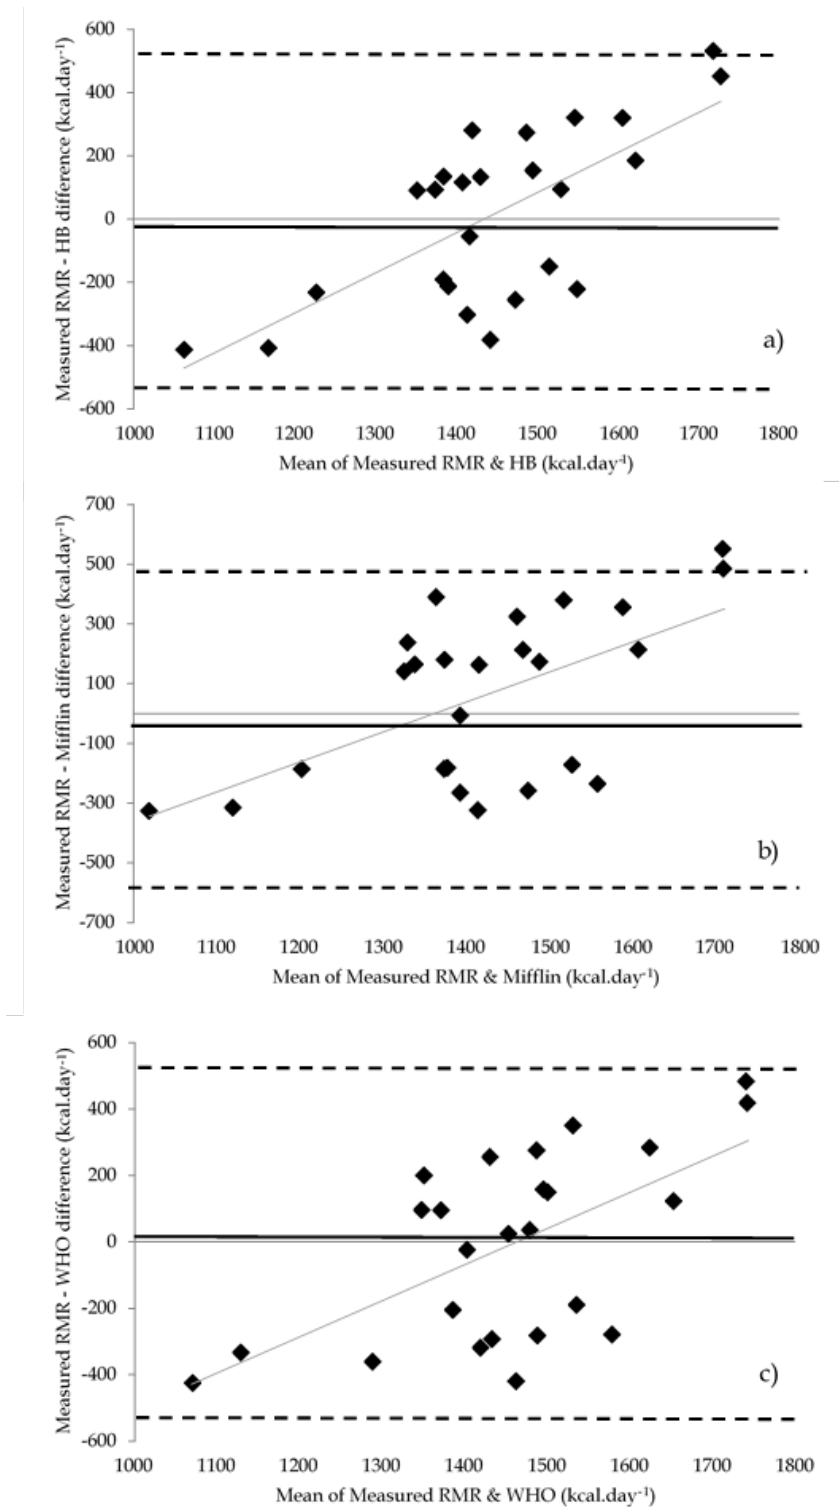 Measured RMR - HB difference (kcal.day-1)
600
400
200
0
-200
-400
-600
a)
1000 1100 1200 1300 1400 1500 1600 1700 1800
Mean of Measured RMR & HB (kcal.day-1)
Measured RMR - Mifflin difference (kcal.day-1)
700
500
300
100
-100
-300
-500
-700
b)
1000 1100 1200 1300 1400 1500 1600 1700 1800
Mean of Measured RMR & Mifflin (kcal.day-1)
Measured RMR - WHO difference (kcal.day-1)
600
400
200
0
-200
-400
-600
c)
1000 1100 1200 1300 1400 1500 1600 1700 1800
Mean of Measured RMR & WHO (kcal.day-1)